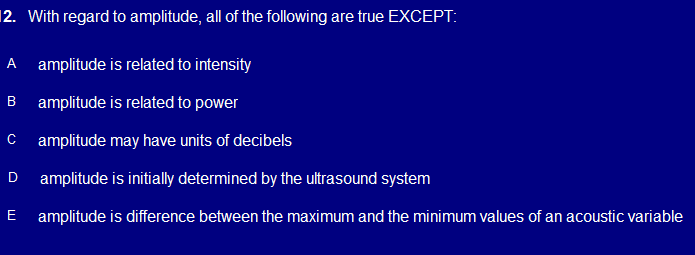 12. With regard to amplitude, all of the following are true EXCEPT:
A amplitude is related to intensity
B amplitude is related to power
C amplitude may have units of decibels
D amplitude is initially determined by the ultrasound system
E amplitude is difference between the maximum and the minimum values of an acoustic variable